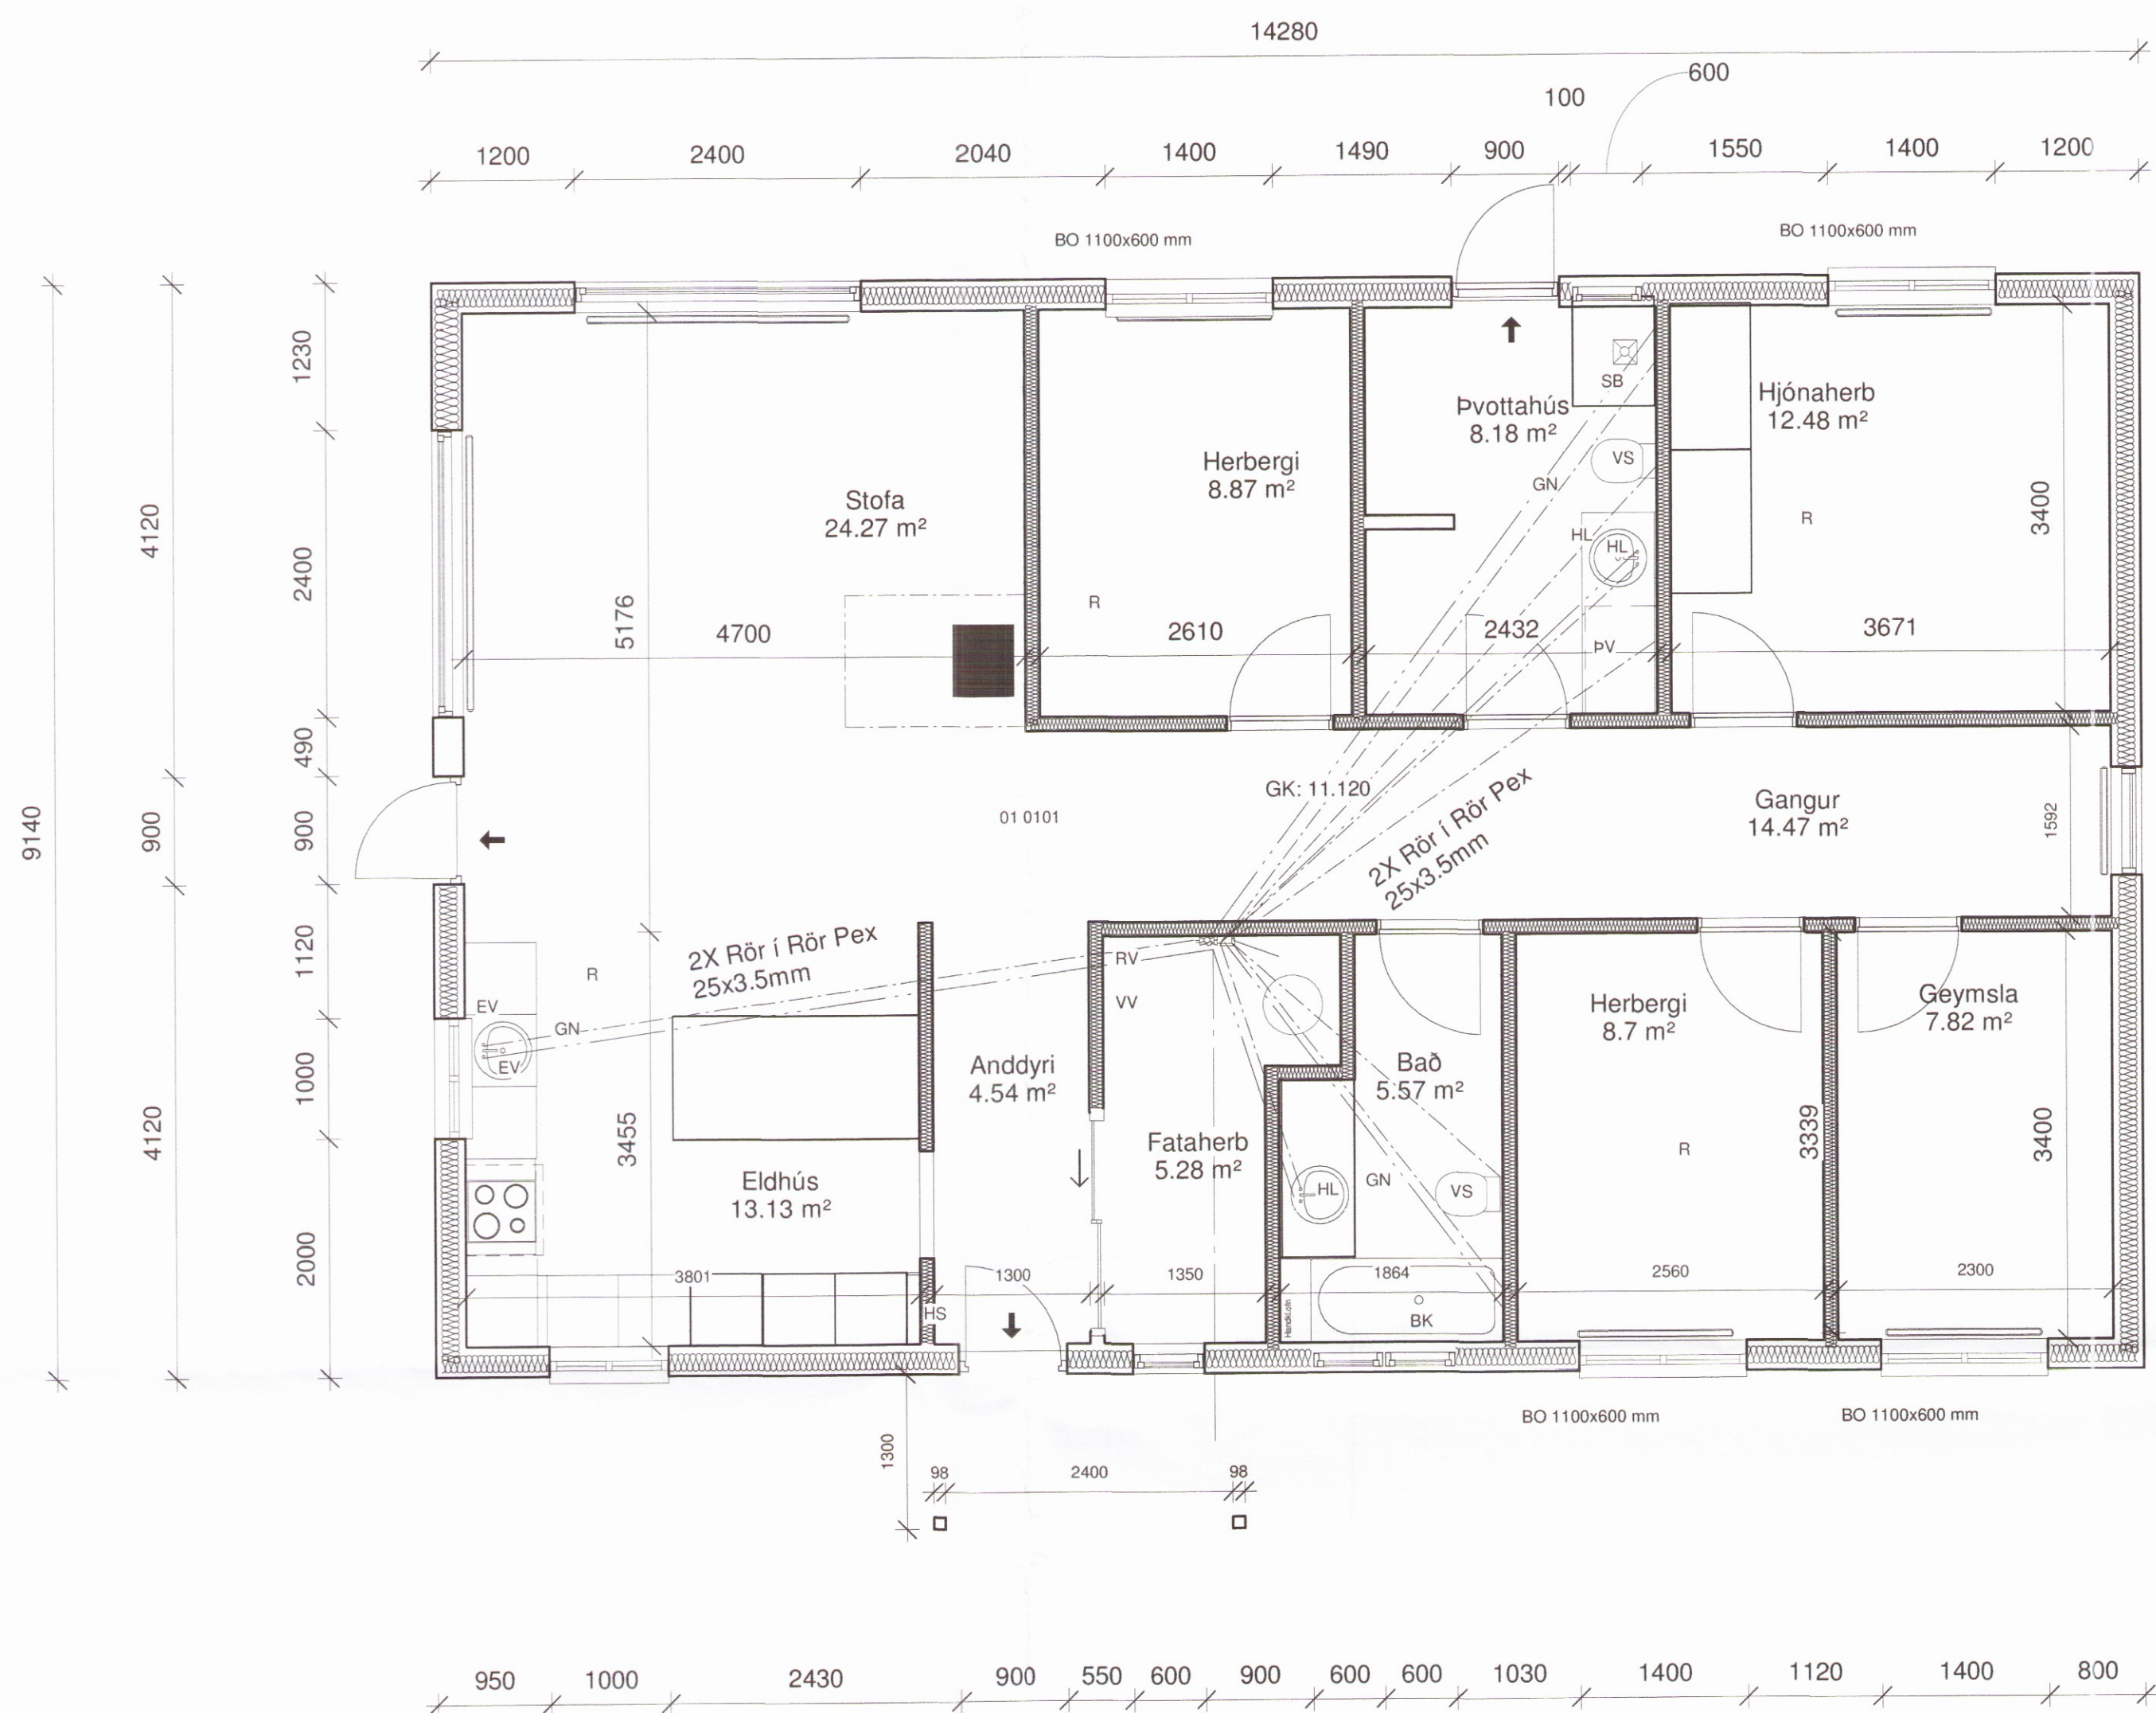 14280
600
100
1200 2400 2040 1400 1490 900 1550 1400 1200
BO 1100x600 mm
BO 1100x600 mm
9140
4120
900
4120
1230
2400
490
900
1120
1000
2000
Stofa
24.27 m²
5176
4700
Herbergi
8.87 m²
R
2610
Þvottahús
8.18 m²
SB
VS
GN
HL
HL
2432
ÞV
Hjónaherb
12.48 m²
R
3400
3671
GK: 11.120
01 0101
2X Rör í Rör Pex
25x3.5mm
Gangur
14.47 m²
1592
2X Rör í Rör Pex
25x3.5mm
R
EV
GN
EV
3455
Eldhús
13.13 m²
3801
HS
Anddyri
4.54 m²
1300
RV
VV
Fataherb
5.28 m²
1350
Bað
5.57 m²
HL
GN
VS
1864
BK
Handkl.ofn
Herbergi
8.7 m²
R
3339
2560
Geymsla
7.82 m²
3400
2300
BO 1100x600 mm
BO 1100x600 mm
1300
98 2400 98
950 1000 2430 900 550 600 900 600 600 1030 1400 1120 1400 800